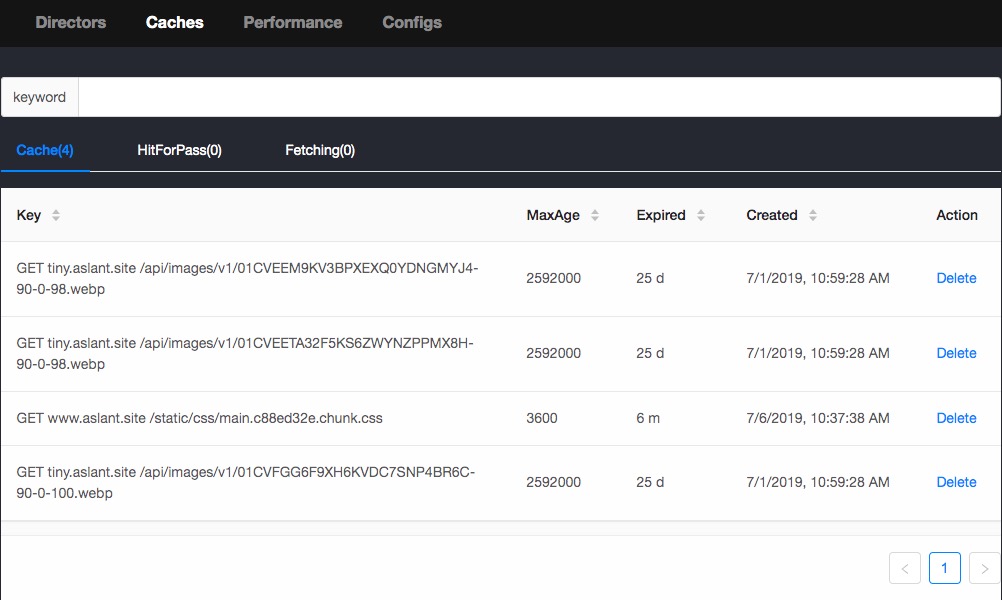 Directors Caches Performance Configs
keyword
Cache(4) HitForPass(0) Fetching(0)
Key MaxAge Expired Created Action
GET tiny.aslant.site /api/images/v1/01CVEEM9KV3BPXEXQ0YDNGMYJ4-
90-0-98.webp
2592000 25 d 7/1/2019, 10:59:28 AM Delete
GET tiny.aslant.site /api/images/v1/01CVEETA32F5KS6ZWYNZPPMX8H-
90-0-98.webp
2592000 25 d 7/1/2019, 10:59:28 AM Delete
GET www.aslant.site /static/css/main.c88ed32e.chunk.css 3600 6 m 7/6/2019, 10:37:38 AM Delete
GET tiny.aslant.site /api/images/v1/01CVFGG6F9XH6KVDC7SNP4BR6C-
90-0-100.webp
2592000 25 d 7/1/2019, 10:59:28 AM Delete
< 1 >